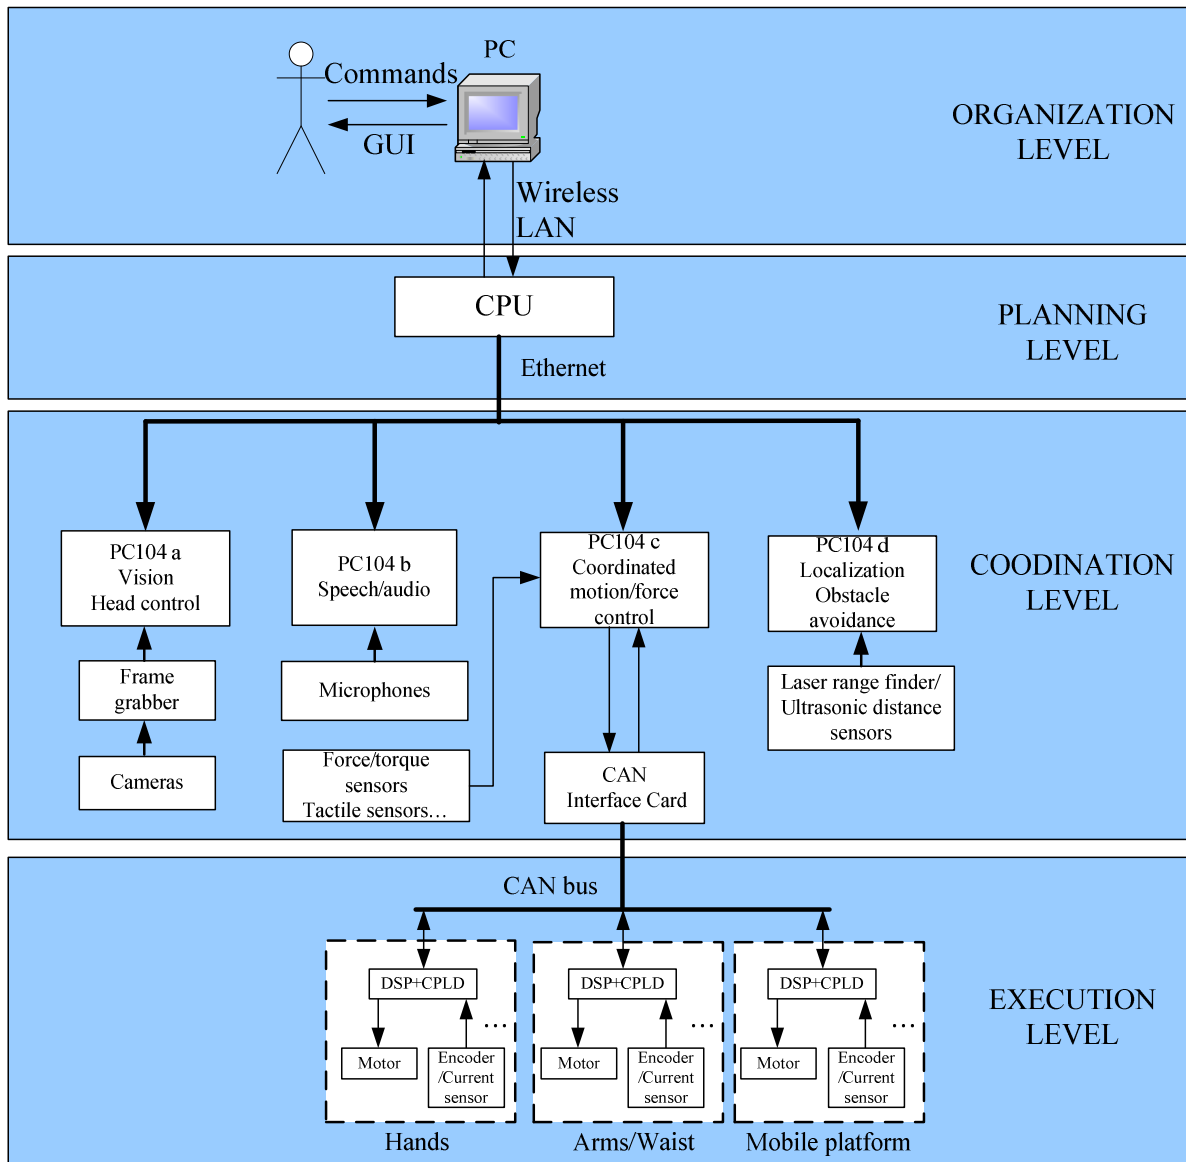 PC
Commands
GUI
Wireless
LAN
ORGANIZATION
LEVEL
CPU
Ethernet
PLANNING
LEVEL
PC104 a
Vision
Head control
PC104 b
Speech/audio
PC104 c
Coordinated
motion/force
control
PC104 d
Localization
Obstacle
avoidance
COODINATION
LEVEL
Frame
grabber
Microphones
Laser range finder/
Ultrasonic distance
sensors
Cameras
Force/torque
sensors
Tactile sensors…
CAN
Interface Card
CAN bus
DSP+CPLD
...
Motor
Encoder
/Current
sensor
Hands
DSP+CPLD
...
Motor
Encoder
/Current
sensor
Arms/Waist
DSP+CPLD
...
Motor
Encoder
/Current
sensor
Mobile platform
EXECUTION
LEVEL